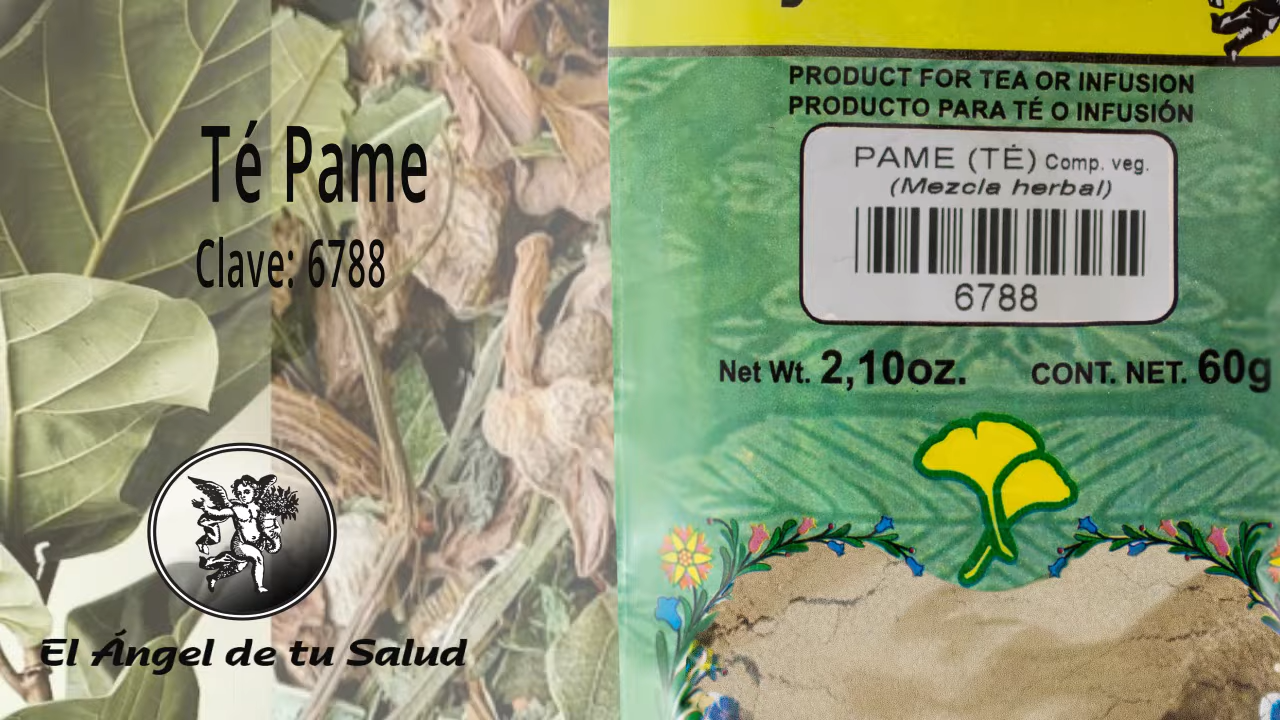 Té Pame
Clave: 6788
El Ángel de tu Salud
PRODUCT FOR TEA OR INFUSION
PRODUCTO PARA TÉ O INFUSIÓN
PAME (TÉ) Comp. veg.
(Mezcla herbal)
6788
Net Wt. 2,10oz. CONT. NET. 60g